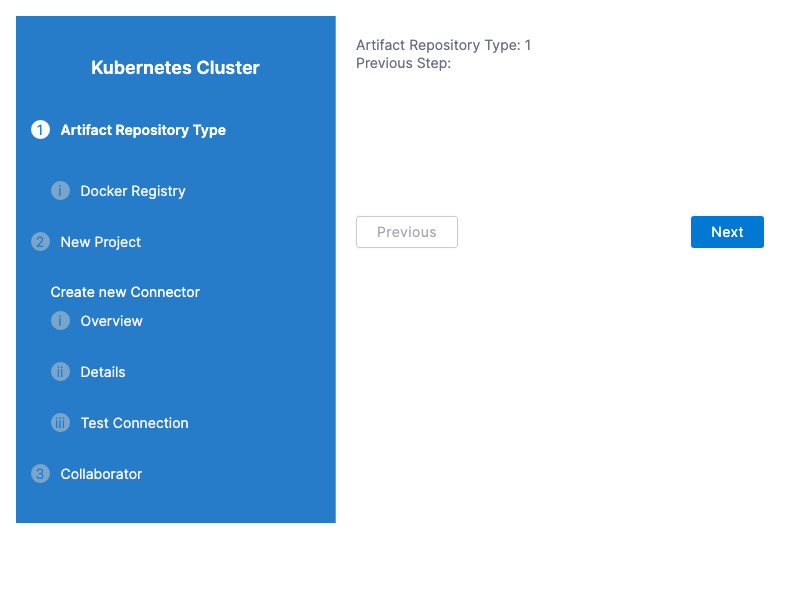 Kubernetes Cluster
1 Artifact Repository Type
i Docker Registry
2 New Project
Create new Connector
i Overview
ii Details
iii Test Connection
3 Collaborator
Artifact Repository Type: 1
Previous Step:
Previous
Next